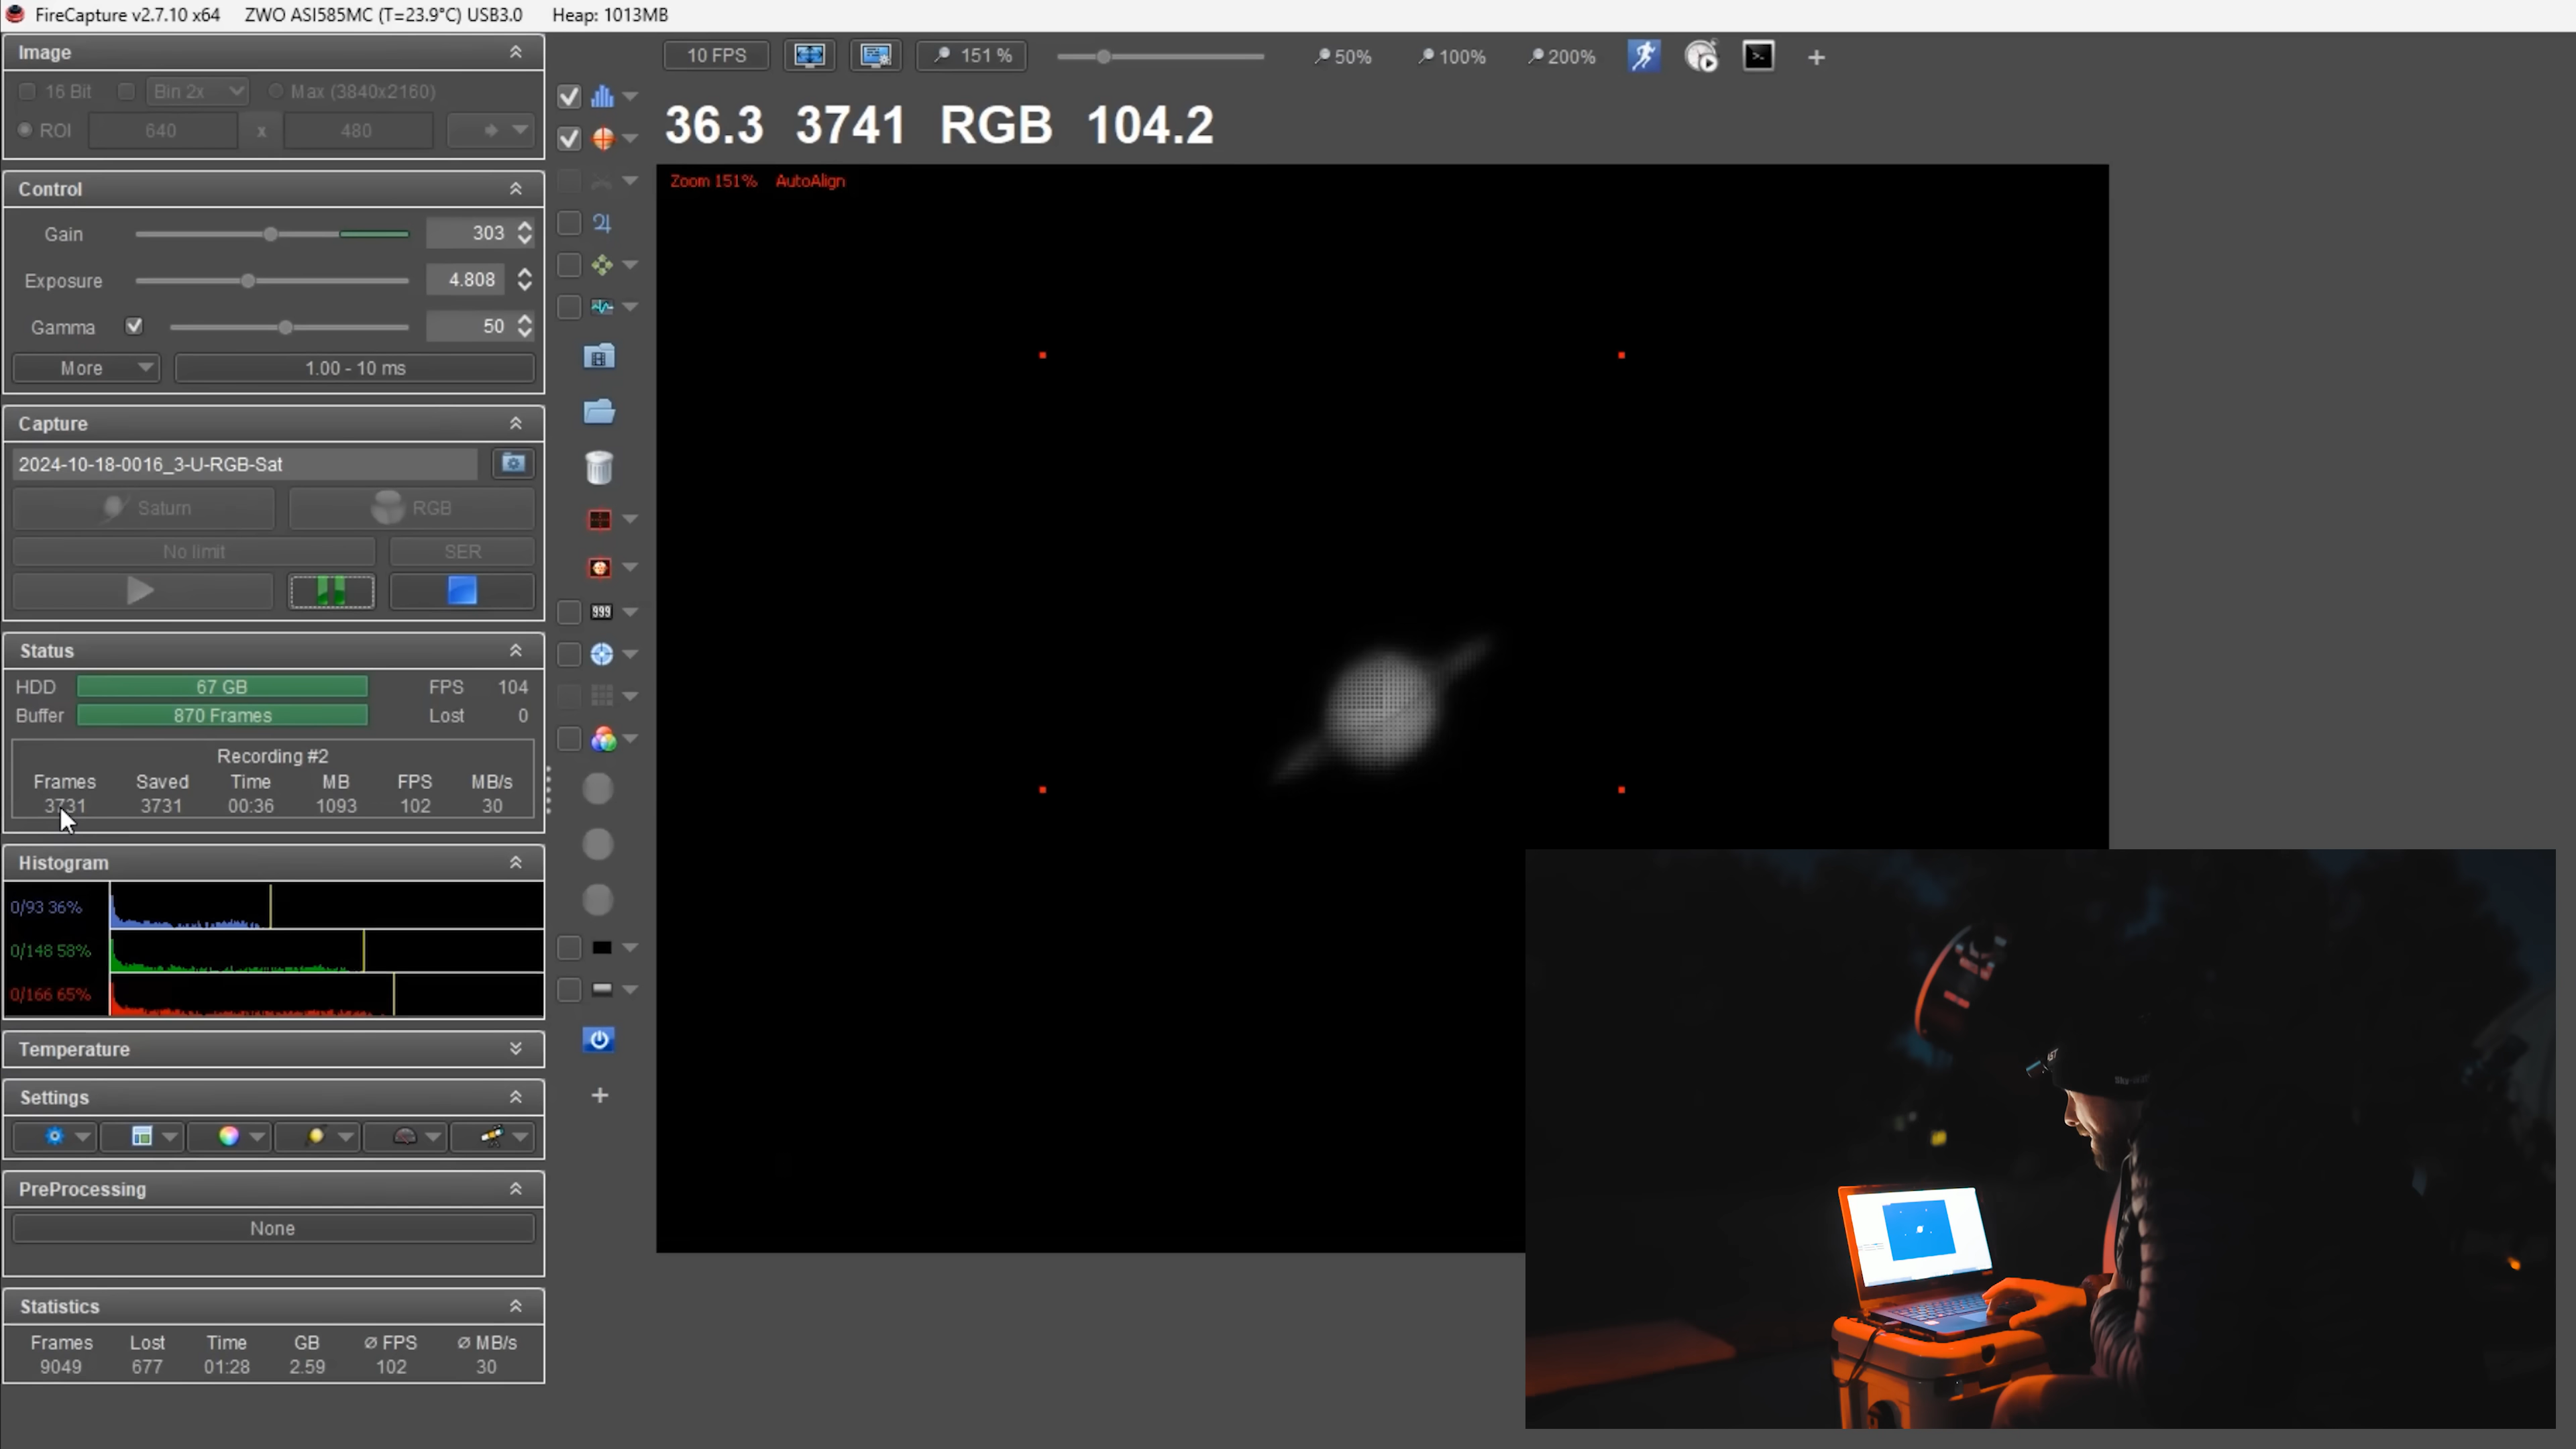 FireCapture v2.7.10 x64 ZWO ASI585MC (T=23.9°C) USB3.0 Heap: 1013MB
Image
16 Bit Bin 2x Max (3840x2160)
ROI 640 x 480
Control
Gain 303
Exposure 4.808
Gamma 50
More 1.00 - 10 ms
Capture
2024-10-18-0016_3-U-RGB-Sat
Saturn RGB
No limit SER
Status
HDD 67 GB FPS 104
Buffer 870 Frames Lost 0
Recording #2
Frames Saved Time MB FPS MB/s
3731 3731 00:36 1093 102 30
Histogram
0/93 36%
0/148 58%
0/166 65%
Temperature
Settings
PreProcessing
None
Statistics
Frames Lost Time GB ø FPS ø MB/s
9049 677 01:28 2.59 102 30
999
10 FPS 151 % 50% 100% 200%
36.3 3741 RGB 104.2
Zoom 151% AutoAlign